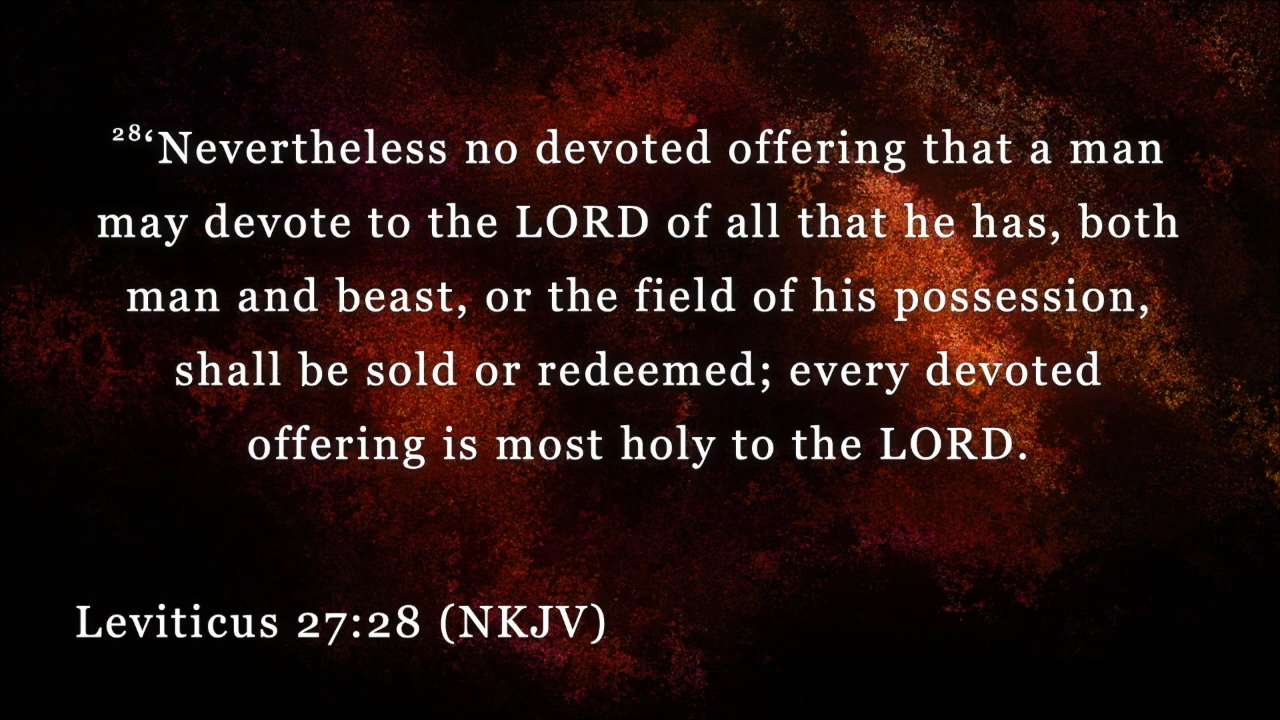 28‘Nevertheless no devoted offering that a man
may devote to the LORD of all that he has, both
man and beast, or the field of his possession,
shall be sold or redeemed; every devoted
offering is most holy to the LORD.
Leviticus 27:28 (NKJV)